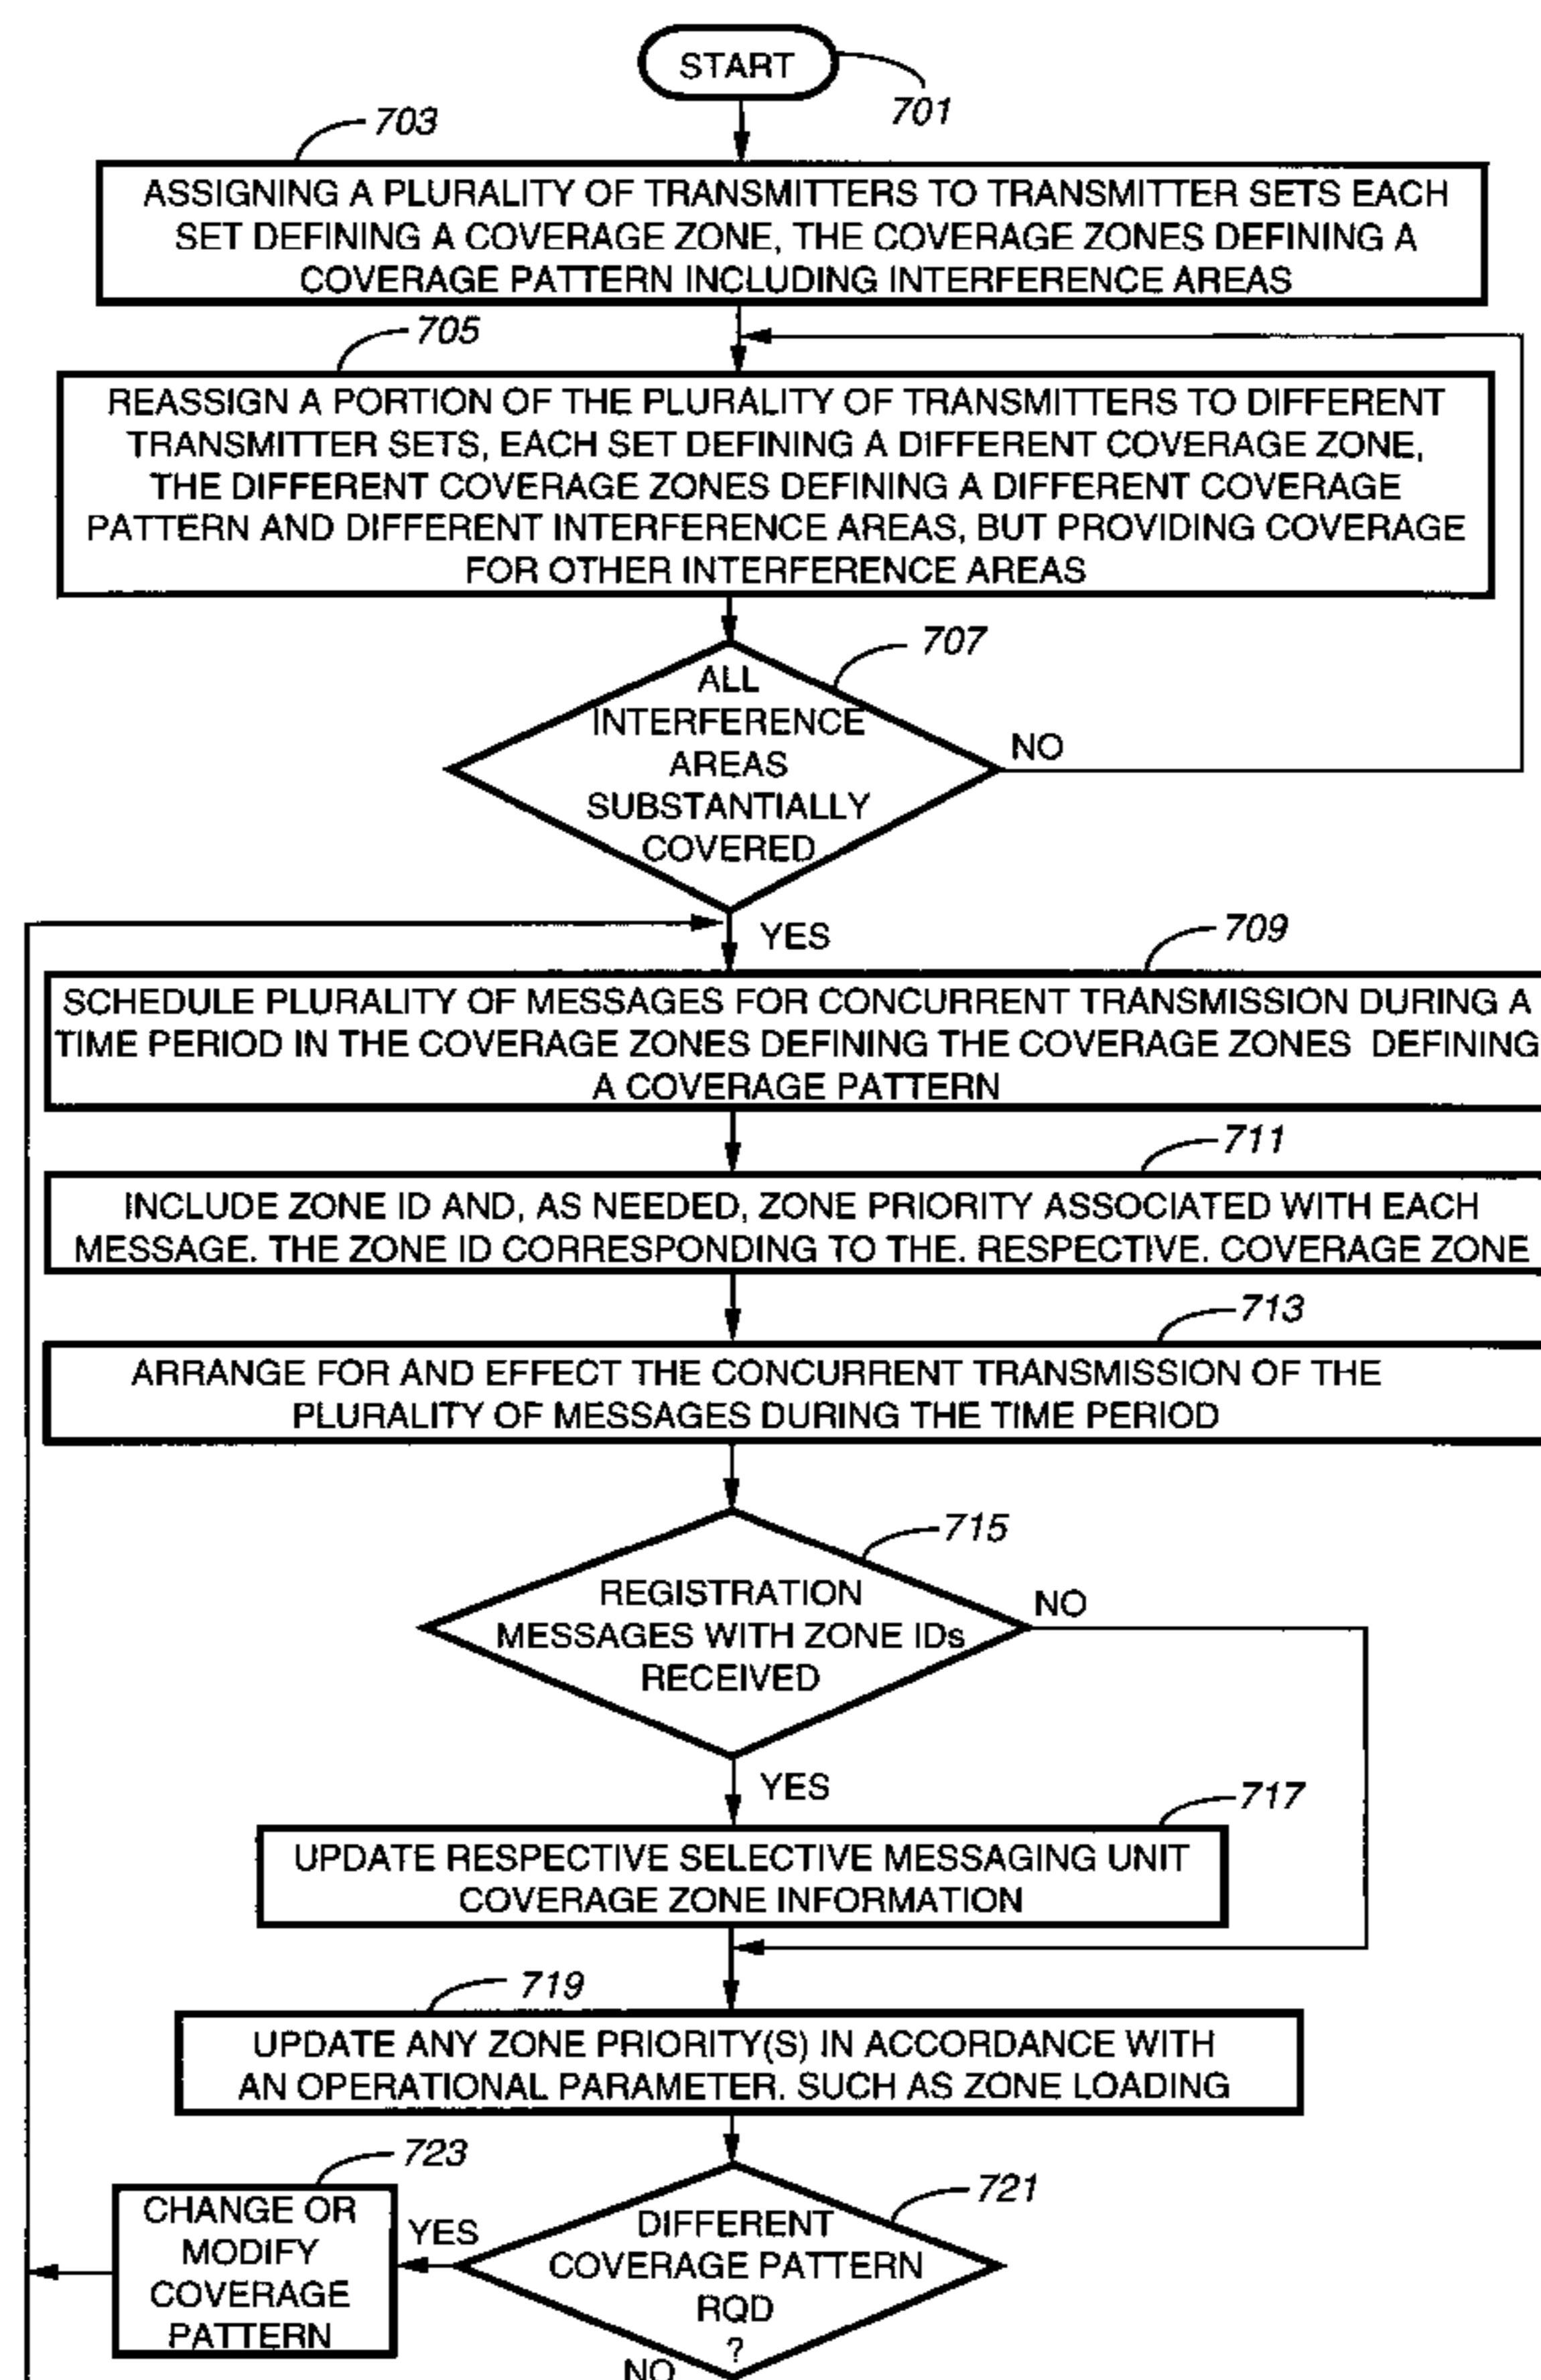 START
701
703
ASSIGNING A PLURALITY OF TRANSMITTERS TO TRANSMITTER SETS EACH
SET DEFINING A COVERAGE ZONE, THE COVERAGE ZONES DEFINING A
COVERAGE PATTERN INCLUDING INTERFERENCE AREAS
705
REASSIGN A PORTION OF THE PLURALITY OF TRANSMITTERS TO DIFFERENT
TRANSMITTER SETS, EACH SET DEFINING A DIFFERENT COVERAGE ZONE,
THE DIFFERENT COVERAGE ZONES DEFINING A DIFFERENT COVERAGE
PATTERN AND DIFFERENT INTERFERENCE AREAS, BUT PROVIDING COVERAGE
FOR OTHER INTERFERENCE AREAS
707
ALL
INTERFERENCE
AREAS
SUBSTANTIALLY
COVERED
NO
YES
709
SCHEDULE PLURALITY OF MESSAGES FOR CONCURRENT TRANSMISSION DURING A
TIME PERIOD IN THE COVERAGE ZONES DEFINING THE COVERAGE ZONES DEFINING
A COVERAGE PATTERN
711
INCLUDE ZONE ID AND, AS NEEDED, ZONE PRIORITY ASSOCIATED WITH EACH
MESSAGE. THE ZONE ID CORRESPONDING TO THE. RESPECTIVE. COVERAGE ZONE
713
ARRANGE FOR AND EFFECT THE CONCURRENT TRANSMISSION OF THE
PLURALITY OF MESSAGES DURING THE TIME PERIOD
715
REGISTRATION
MESSAGES WITH ZONE IDs
RECEIVED
NO
YES
717
UPDATE RESPECTIVE SELECTIVE MESSAGING UNIT
COVERAGE ZONE INFORMATION
719
UPDATE ANY ZONE PRIORITY(S) IN ACCORDANCE WITH
AN OPERATIONAL PARAMETER. SUCH AS ZONE LOADING
723
CHANGE OR
MODIFY
COVERAGE
PATTERN
YES
721
DIFFERENT
COVERAGE PATTERN
RQD
?
NO